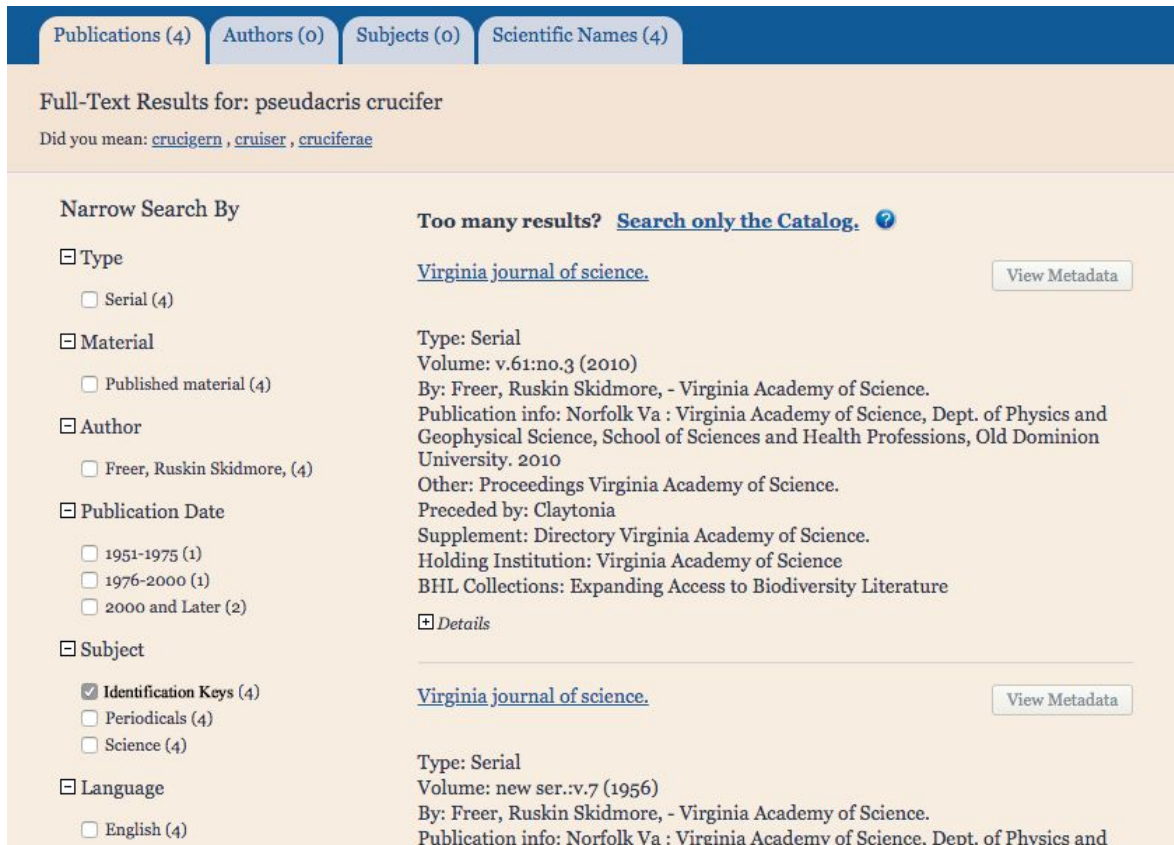 Publications (4)
Authors (0)
Subjects (0)
Scientific Names (4)
Full-Text Results for: pseudacris crucifer
Did you mean: crucigern , cruiser , cruciferae
Narrow Search By
Type
Serial (4)
Material
Published material (4)
Author
Freer, Ruskin Skidmore, (4)
Publication Date
1951-1975 (1)
1976-2000 (1)
2000 and Later (2)
Subject
Identification Keys (4)
Periodicals (4)
Science (4)
Language
English (4)
Too many results? Search only the Catalog. ?
Virginia journal of science.
View Metadata
Type: Serial
Volume: v.61:no.3 (2010)
By: Freer, Ruskin Skidmore, - Virginia Academy of Science.
Publication info: Norfolk Va : Virginia Academy of Science, Dept. of Physics and
Geophysical Science, School of Sciences and Health Professions, Old Dominion
University. 2010
Other: Proceedings Virginia Academy of Science.
Preceded by: Claytonia
Supplement: Directory Virginia Academy of Science.
Holding Institution: Virginia Academy of Science
BHL Collections: Expanding Access to Biodiversity Literature
Details
Virginia journal of science.
View Metadata
Type: Serial
Volume: new ser.:v.7 (1956)
By: Freer, Ruskin Skidmore, - Virginia Academy of Science.
Publication info: Norfolk Va : Virginia Academy of Science, Dept. of Physics and